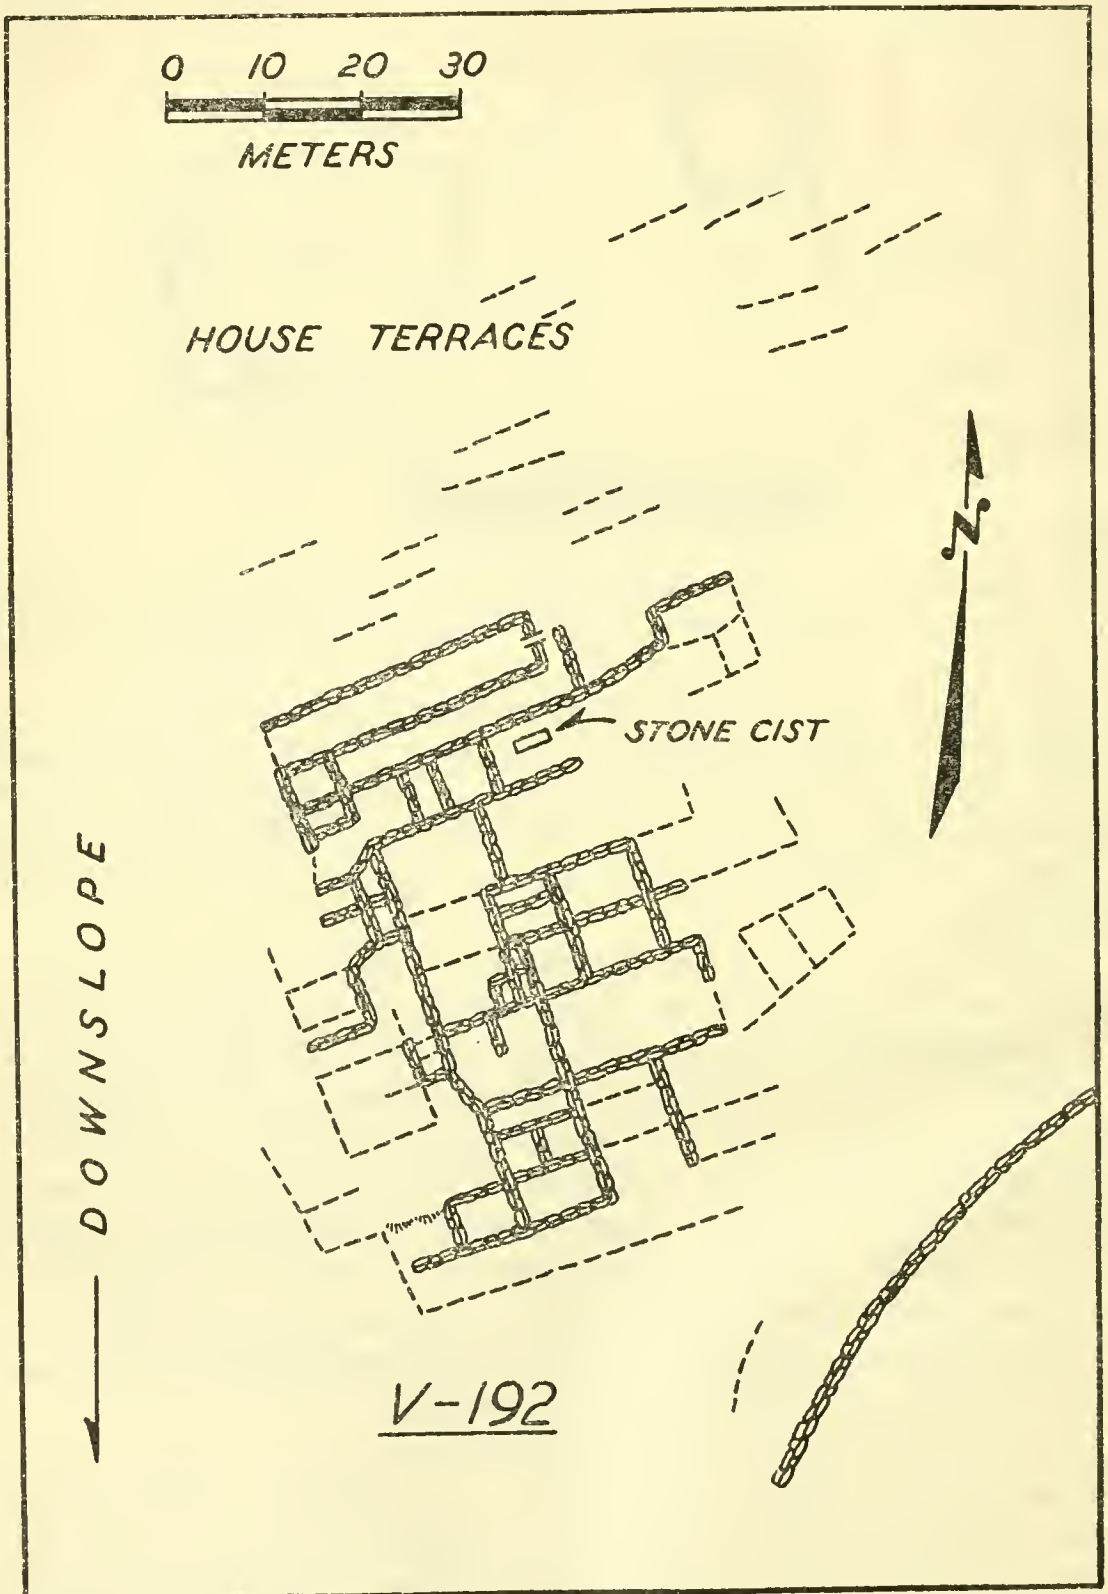 0 10 20 30
METERS
HOUSE TERRACES
N
STONE CIST
DOWNSLOPE
V-192